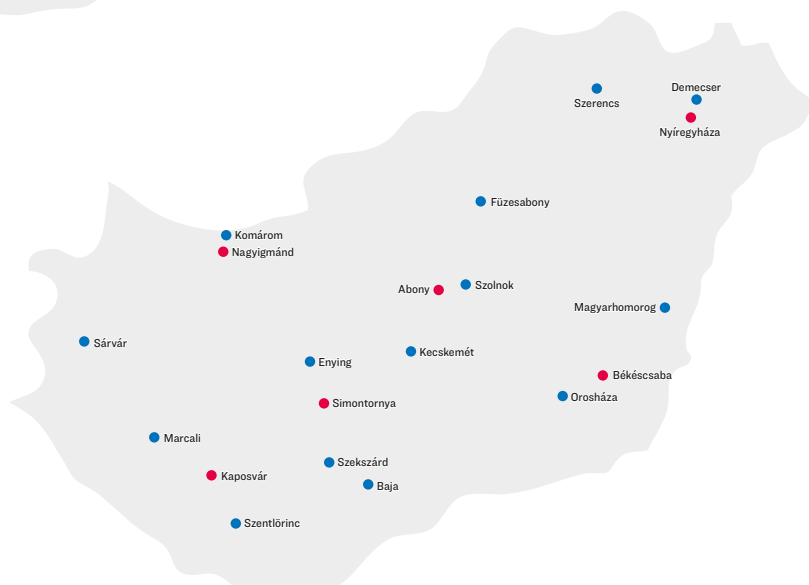 Demecser
Szerencs
Nyíregyháza
Füzesabony
Komárom
Nagyigmánd
Abony
Szolnok
Magyarhomorog
Sárvár
Kecskemét
Enying
Békéscsaba
Orosháza
Simontornya
Marcali
Szekszárd
Kaposvár
Baja
Szentlörinc